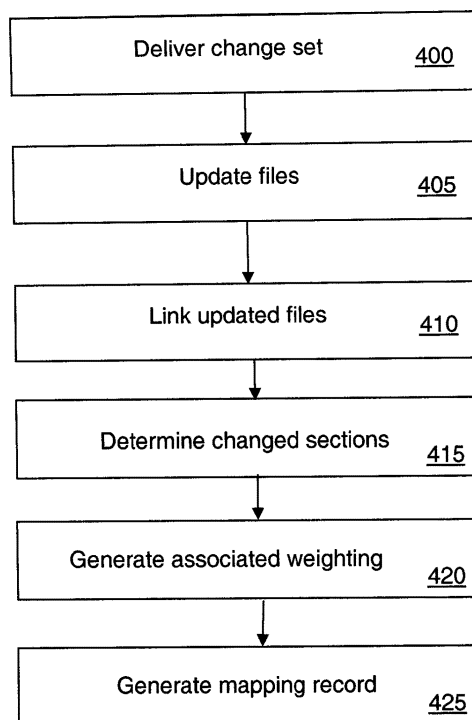 Deliver change set
400
Update files
405
Link updated files
410
Determine changed sections
415
Generate associated weighting
420
Generate mapping record
425